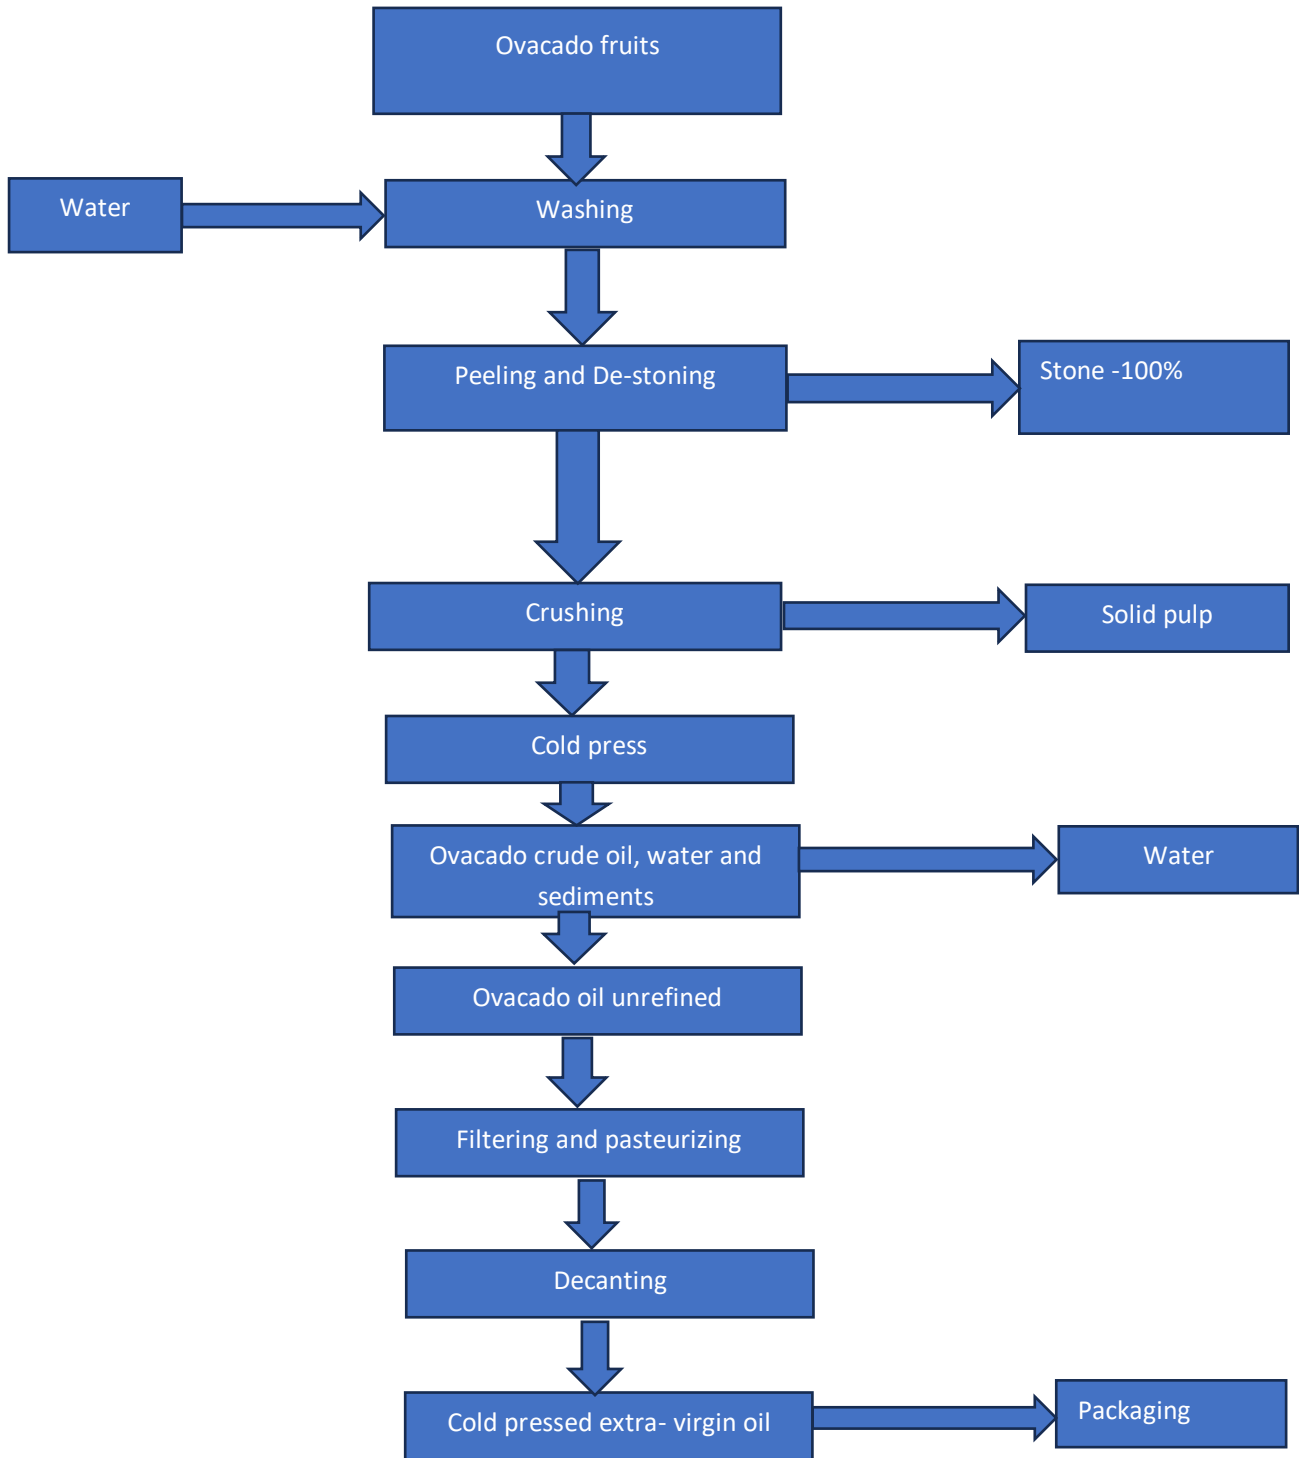 Ovacado fruits
Water
Washing
Peeling and De-stoning
Stone -100%
Crushing
Solid pulp
Cold press
Ovacado crude oil, water and
sediments
Water
Ovacado oil unrefined
Filtering and pasteurizing
Decanting
Cold pressed extra- virgin oil
Packaging